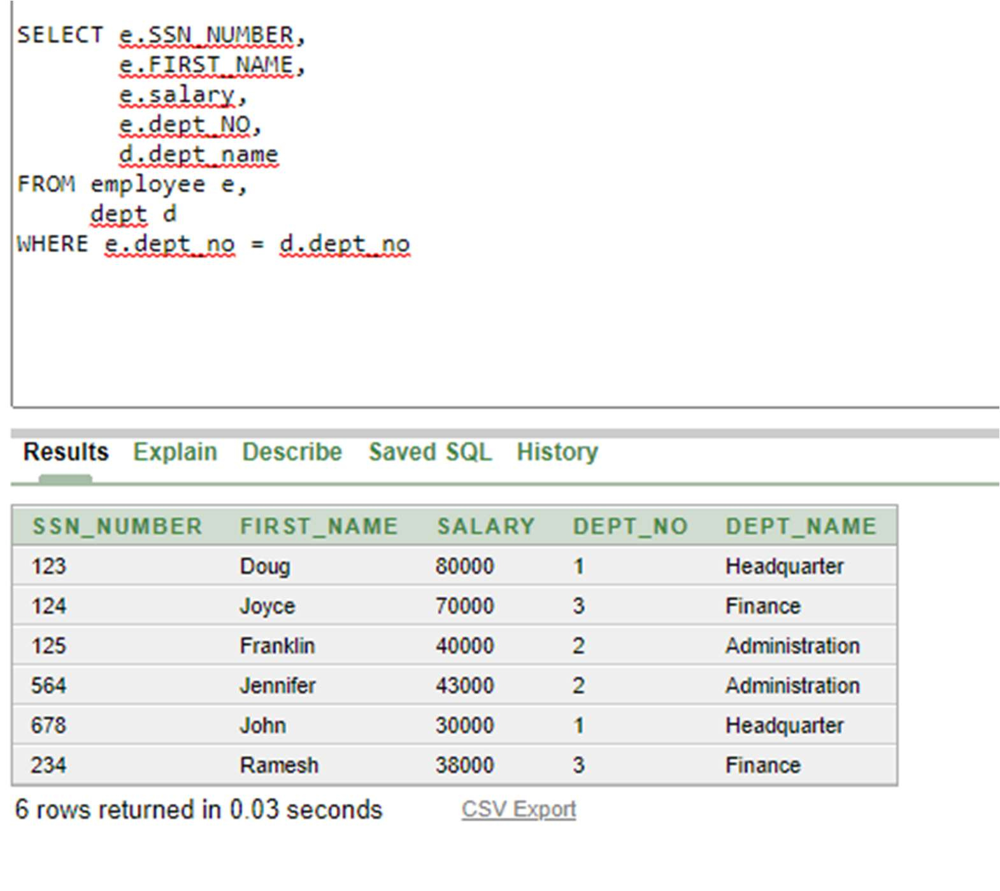 SELECT e.SSN_NUMBER,
e.FIRST_NAME,
e.salary,
e.dept_NO,
d.dept_name
FROM employee e,
dept d
WHERE e.dept_no = d.dept_no
Results Explain Describe Saved SQL History
SSN_NUMBER FIRST_NAME SALARY DEPT_NO DEPT_NAME
123 Doug 80000 1 Headquarter
124 Joyce 70000 3 Finance
125 Franklin 40000 2 Administration
564 Jennifer 43000 2 Administration
678 John 30000 1 Headquarter
234 Ramesh 38000 3 Finance
6 rows returned in 0.03 seconds CSV Export